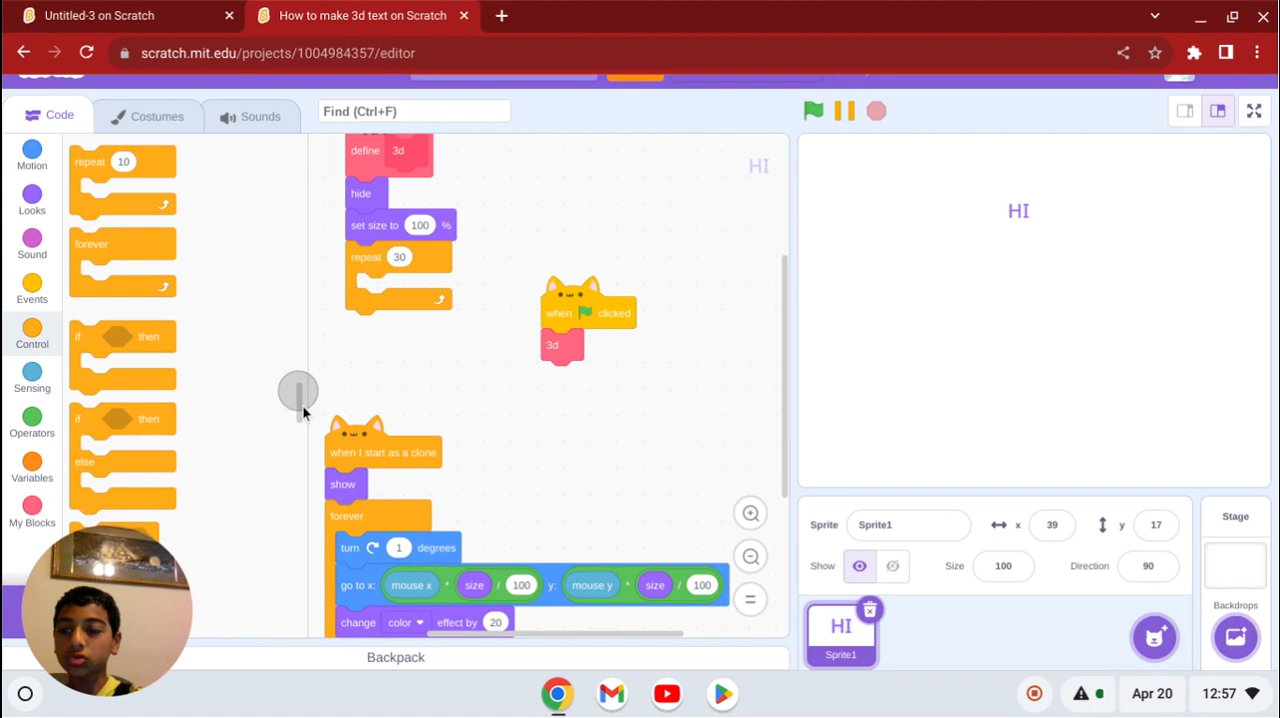 Untitled-3 on Scratch
How to make 3d text on Scratch
scratch.mit.edu/projects/1004984357/editor
Code
Costumes
Sounds
Find (Ctrl+F)
Motion
Looks
Sound
Events
Control
Sensing
Operators
Variables
My Blocks
repeat 10
forever
if then
if then
else
define 3d
hide
set size to 100 %
repeat 30
HI
when clicked
3d
when I start as a clone
show
forever
turn 1 degrees
go to x: mouse x * size / 100 y: mouse y * size / 100
change color effect by 20
Backpack
HI
Sprite Sprite1 x 39 y 17
Show Size 100 Direction 90
HI
Sprite1
Stage
Backdrops
Apr 20 12:57